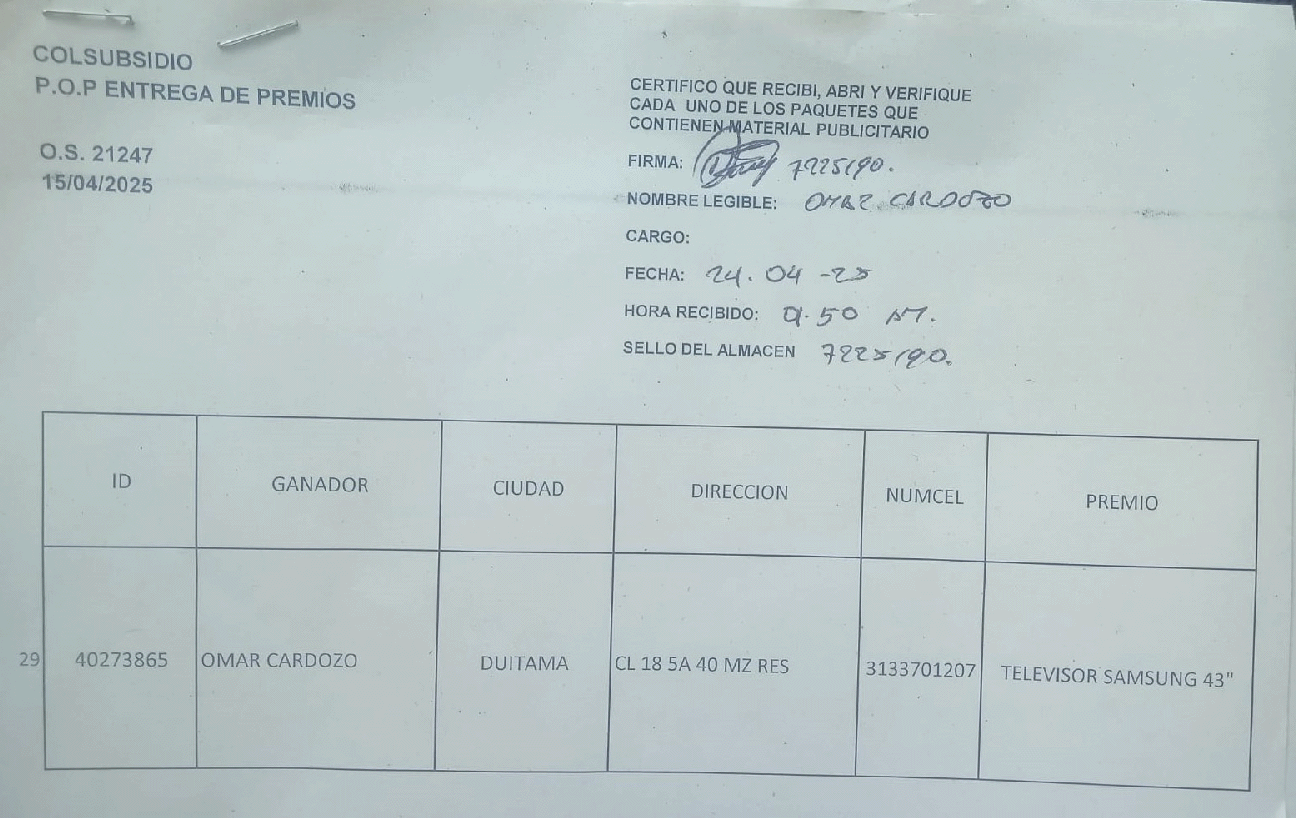 COLSUBSIDIO
P.O.P ENTREGA DE PREMIOS
O.S. 21247
15/04/2025
CERTIFICO QUE RECIBI, ABRI Y VERIFIQUE
CADA UNO DE LOS PAQUETES QUE
CONTIENEN MATERIAL PUBLICITARIO
FIRMA: 7225190.
NOMBRE LEGIBLE: OMAR CARDOZO
CARGO:
FECHA: 24.04-25
HORA RECIBIDO: 9.50 AM.
SELLO DEL ALMACEN 7225190.
ID GANADOR CIUDAD DIRECCION NUMCEL PREMIO
29 40273865 OMAR CARDOZO DUITAMA CL 18 5A 40 MZ RES 3133701207 TELEVISOR SAMSUNG 43"